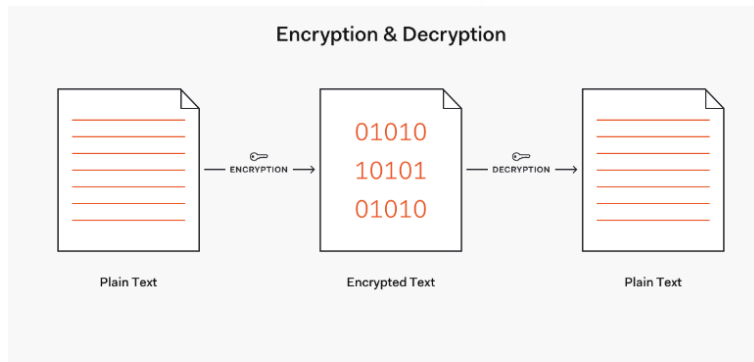 Encryption & Decryption
01010
10101
01010
ENCRYPTION
DECRYPTION
Plain Text
Encrypted Text
Plain Text